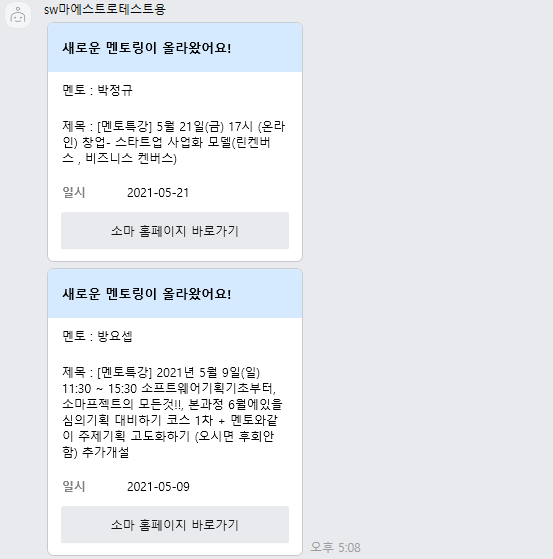 sw마에스트로테스트용
새로운 멘토링이 올라왔어요!
멘토 : 박정규
제목 : [멘토특강] 5월 21일(금) 17시 (온라
인) 창업- 스타트업 사업화 모델(린켄버
스 , 비즈니스 켄버스)
일시 2021-05-21
소마 홈페이지 바로가기
새로운 멘토링이 올라왔어요!
멘토 : 방요셉
제목 : [멘토특강] 2021년 5월 9일(일)
11:30 ~ 15:30 소프트웨어기획기초부터,
소마프젝트의 모든것!!, 본과정 6월에있을
심의기획 대비하기 코스 1차 + 멘토와같
이 주제기획 고도화하기 (오시면 후회안
함) 추가개설
일시 2021-05-09
소마 홈페이지 바로가기
오후 5:08